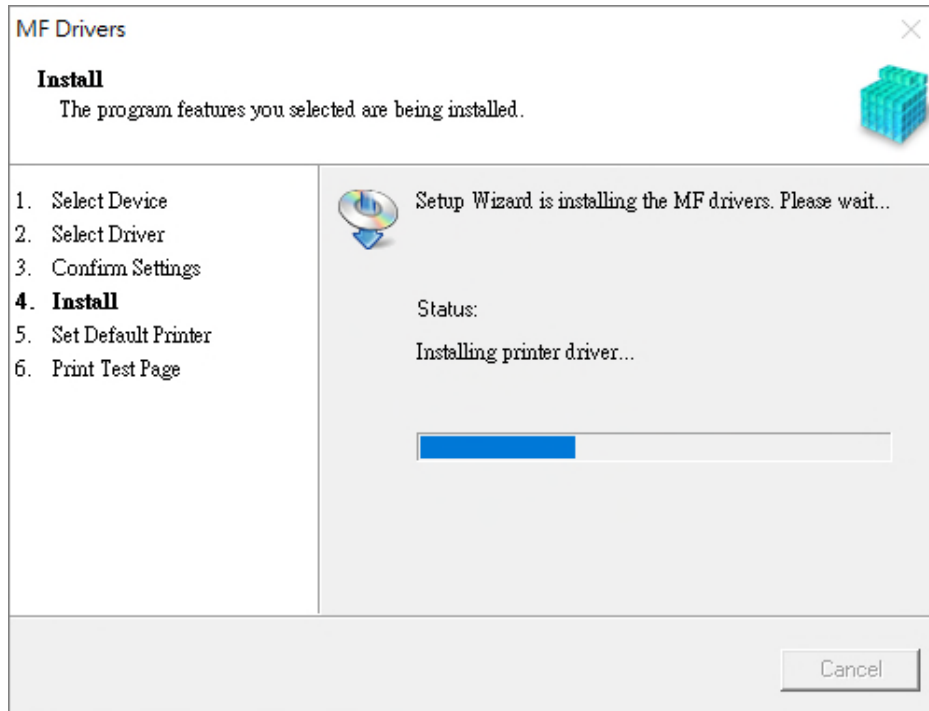 MF Drivers
Install
The program features you selected are being installed.
1. Select Device
2. Select Driver
3. Confirm Settings
4. Install
5. Set Default Printer
6. Print Test Page
Setup Wizard is installing the MF drivers. Please wait...
Status:
Installing printer driver...
Cancel